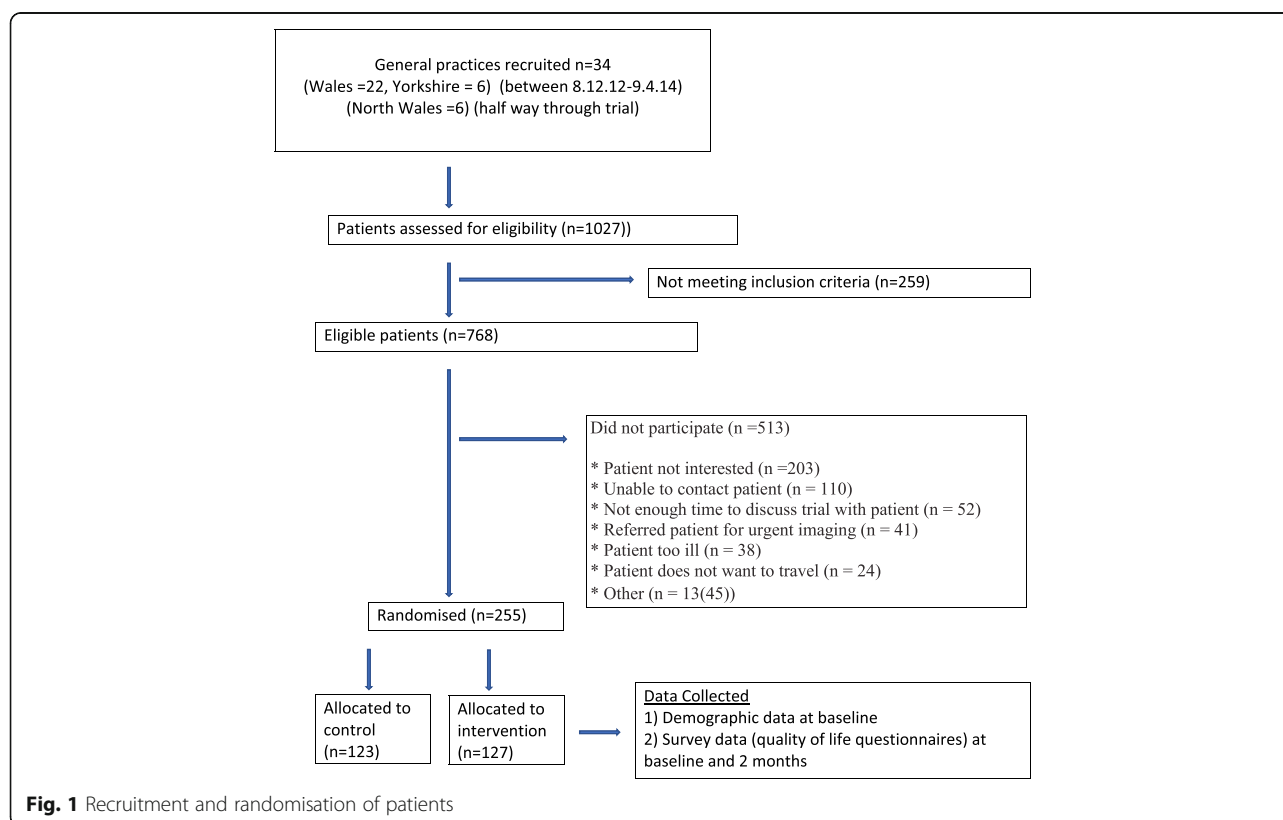 General practices recruited n=34
(Wales =22, Yorkshire = 6)  (between 8.12.12-9.4.14)
(North Wales =6) (half way through trial)
Patients assessed for eligibility (n=1027))
Not meeting inclusion criteria (n=259)
Eligible patients (n=768)
Did not participate (n =513)
* Patient not interested (n =203)
* Unable to contact patient (n = 110)
* Not enough time to discuss trial with patient (n = 52)
* Referred patient for urgent imaging (n = 41)
* Patient too ill (n = 38)
* Patient does not want to travel (n = 24)
* Other (n = 13(45))
Randomised (n=255)
Allocated to
control
(n=123)
Allocated to
intervention
(n=127)
Data Collected
1) Demographic data at baseline
2) Survey data (quality of life questionnaires) at
baseline and 2 months
Fig. 1 Recruitment and randomisation of patients